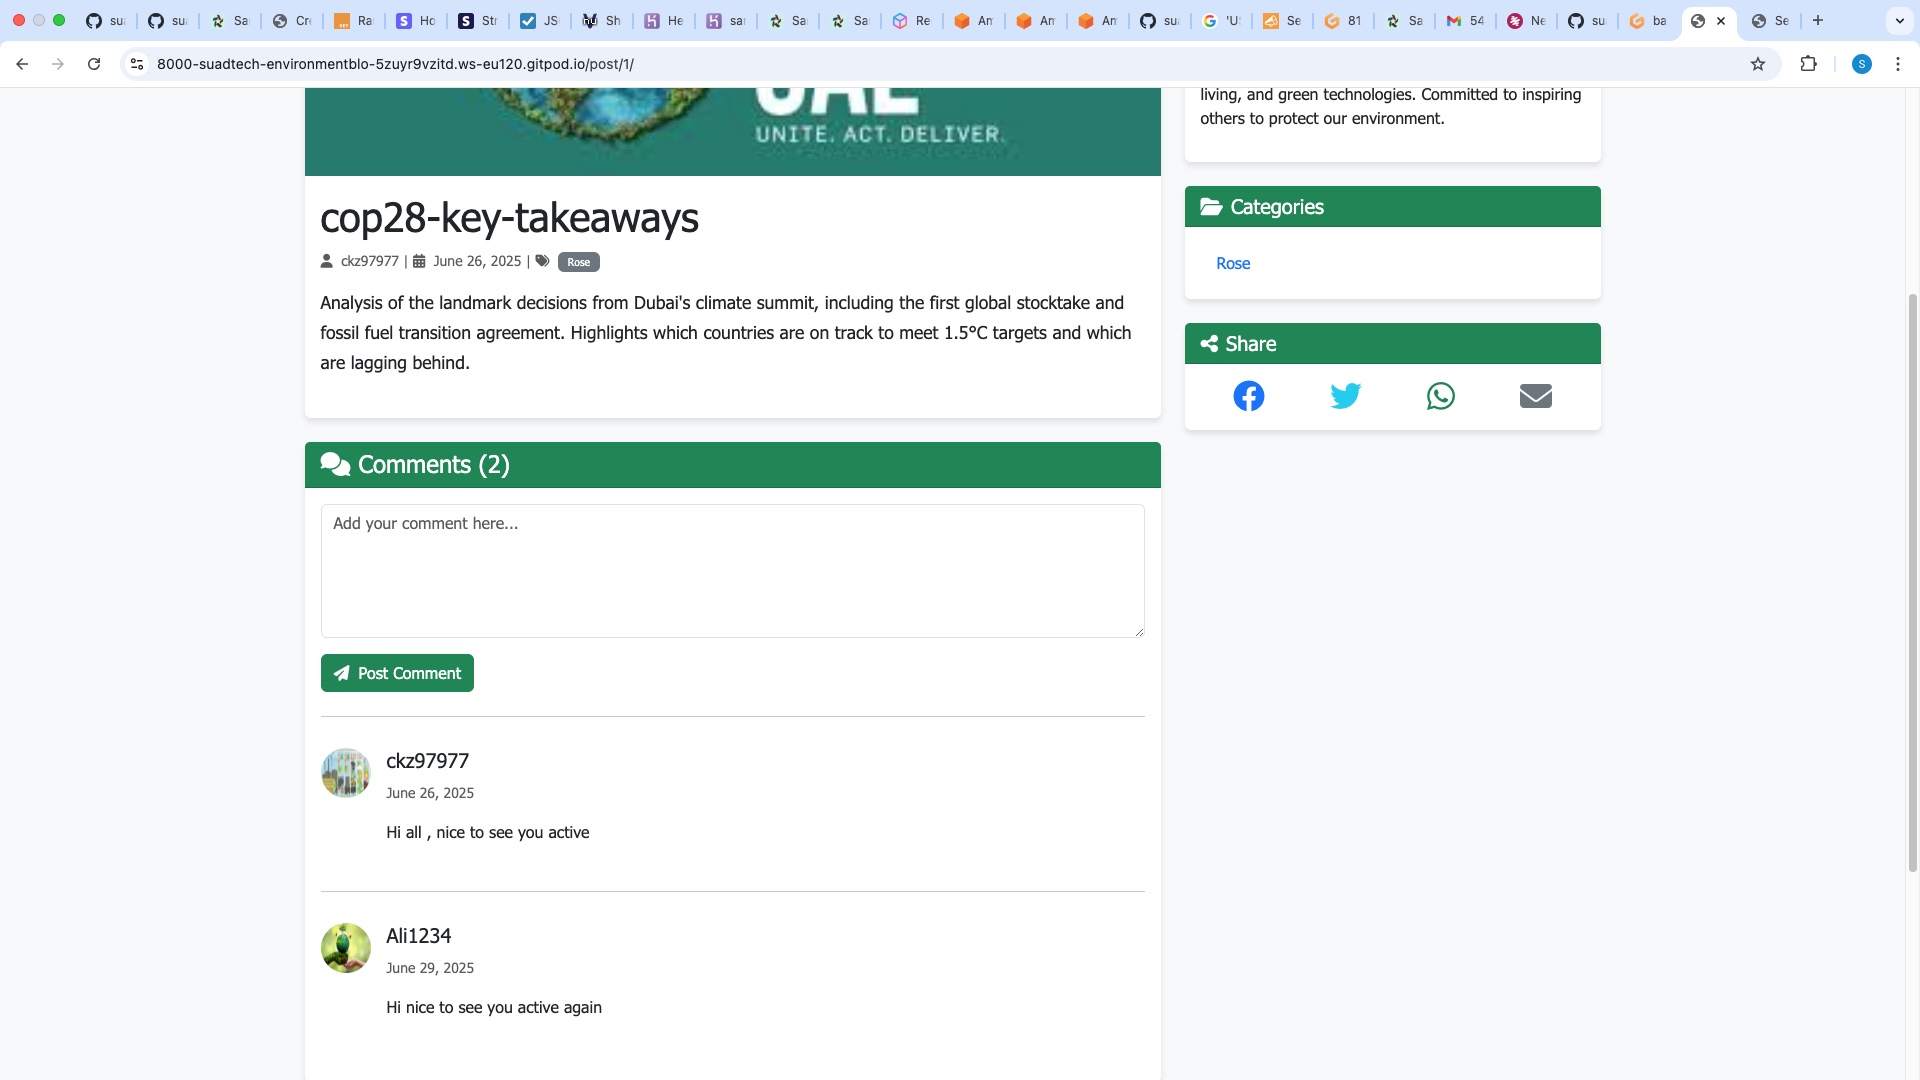 su
su
Sa
Cr
Ra
Ho
Str
JS
Sh
He
sa
Sa
Sa
Re
An
An
An
su
'U
Se
81
Sa
54
Ne
su
ba
Se
8000-suadtech-environmentblo-5zuyr9vzitd.ws-eu120.gitpod.io/post/1/
S
UAE
UNITE. ACT. DELIVER.
living, and green technologies. Committed to inspiring
others to protect our environment.
cop28-key-takeaways
ckz97977 | June 26, 2025 | Rose
Analysis of the landmark decisions from Dubai's climate summit, including the first global stocktake and
fossil fuel transition agreement. Highlights which countries are on track to meet 1.5°C targets and which
are lagging behind.
Categories
Rose
Share
Comments (2)
Add your comment here...
Post Comment
ckz97977
June 26, 2025
Hi all , nice to see you active
Ali1234
June 29, 2025
Hi nice to see you active again